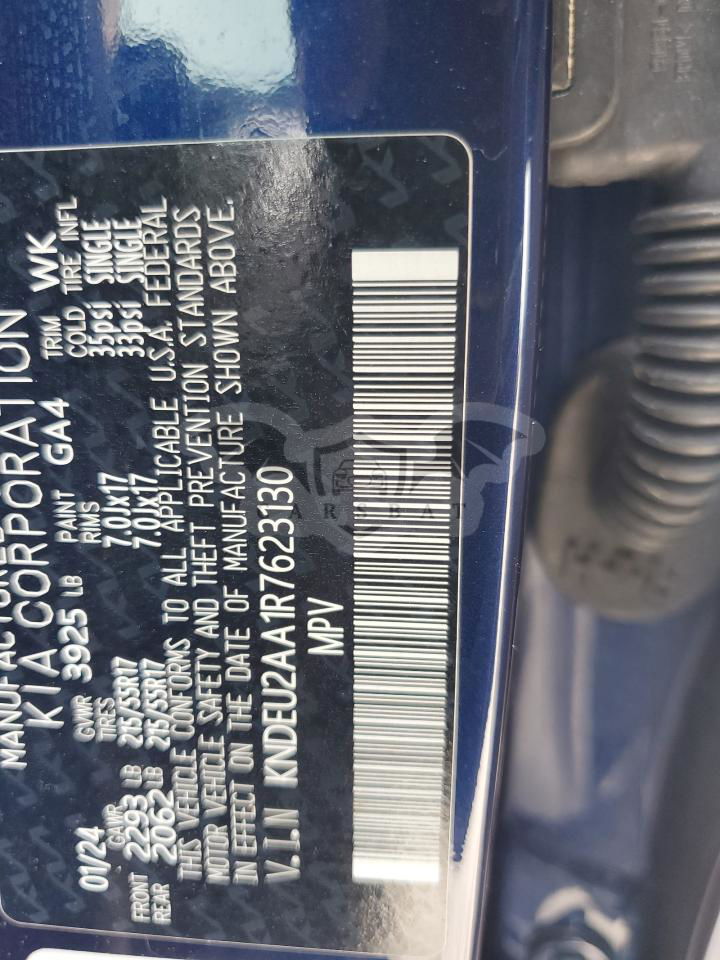 MANUFACTURED
KIA CORPORATION
01/24 GVWR 3925 LB PAINT GA4 TRIM WK
GAWR TIRES RIMS COLD TIRE INFL
FRONT 2293 LB 215/55R17 7.0Jx17 35psi SINGLE
REAR 2062 LB 215/55R17 7.0Jx17 33psi SINGLE
THIS VEHICLE CONFORMS TO ALL APPLICABLE U.S.A. FEDERAL
MOTOR VEHICLE SAFETY AND THEFT PREVENTION STANDARDS
IN EFFECT ON THE DATE OF MANUFACTURE SHOWN ABOVE.
V.I.N KNDEU2AA1R7623130
MPV
CARSBAT